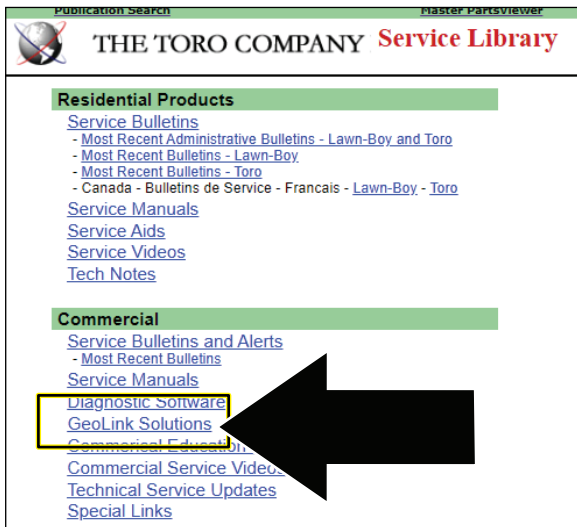 Publication Search Master PartsViewer
THE TORO COMPANY Service Library
Residential Products
Service Bulletins
- Most Recent Administrative Bulletins - Lawn-Boy and Toro
- Most Recent Bulletins - Lawn-Boy
- Most Recent Bulletins - Toro
- Canada - Bulletins de Service - Francais - Lawn-Boy - Toro
Service Manuals
Service Aids
Service Videos
Tech Notes
Commercial
Service Bulletins and Alerts
- Most Recent Bulletins
Service Manuals
Diagnostic Software
GeoLink Solutions
Commerical Education
Commercial Service Videos
Technical Service Updates
Special Links